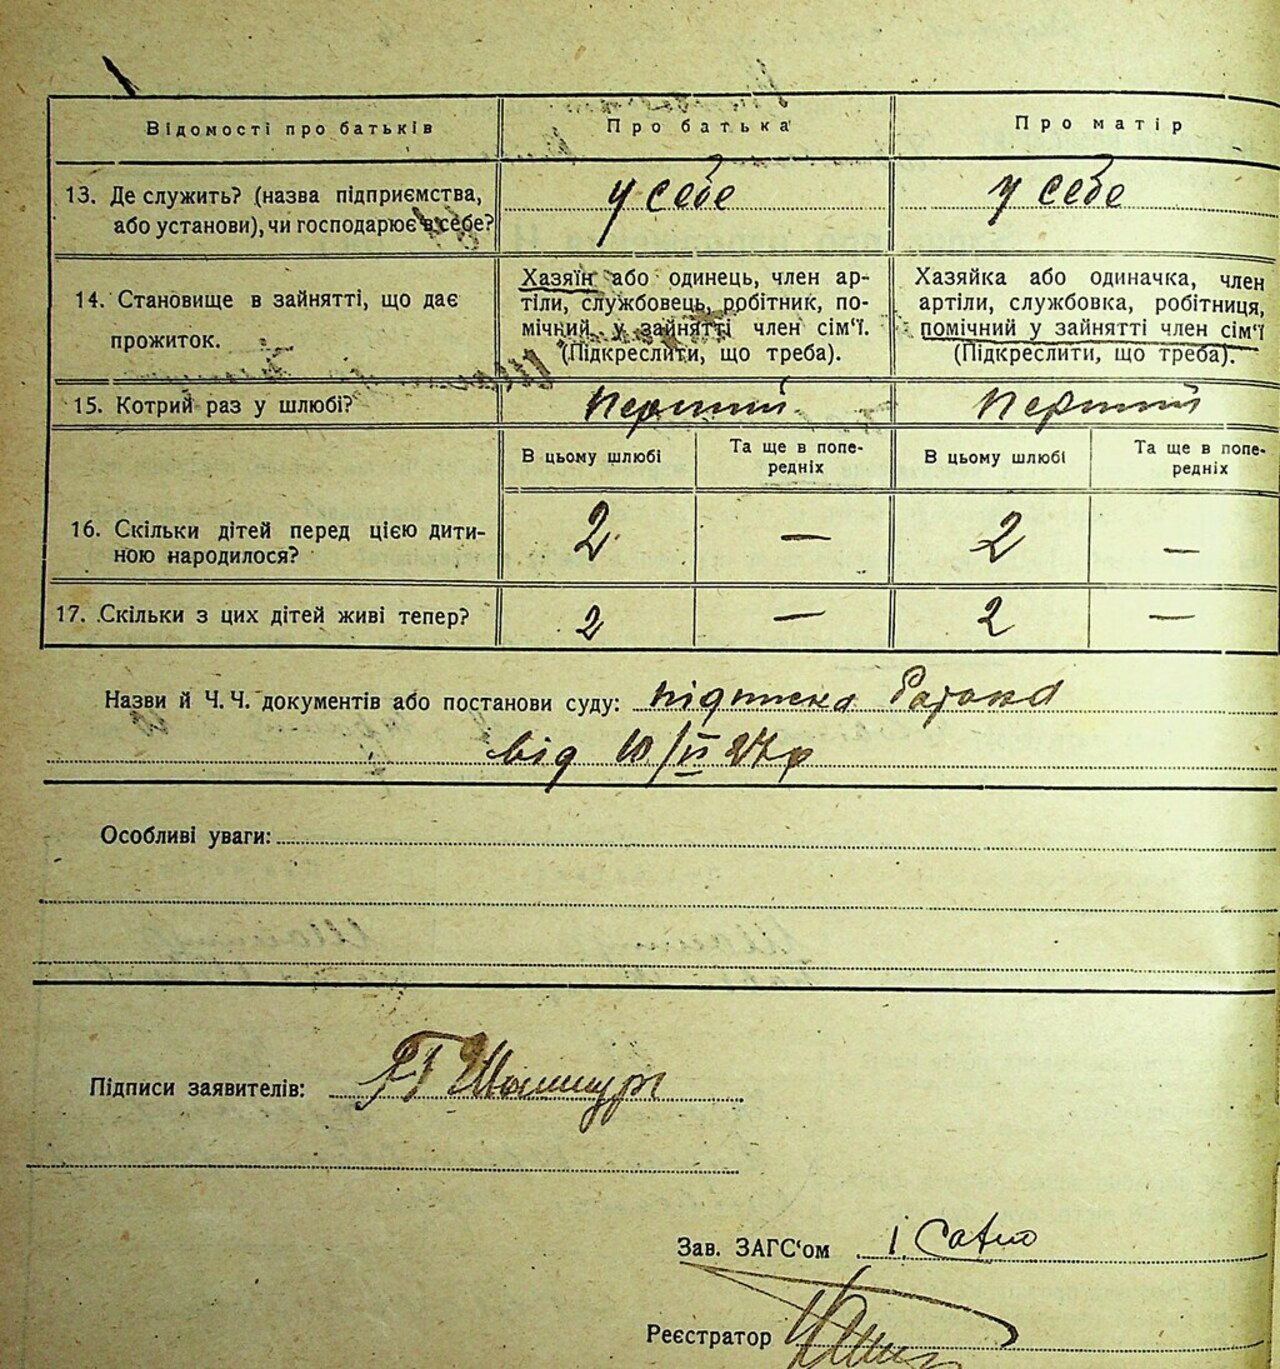 Відомості про батьків Про батька Про матір
13. Де служить? (назва підприємства, у себе у себе
або установи), чи господарює в себе?
Хазяїн або одинець, член ар- Хазяйка або одиначка, член
14. Становище в зайнятті, що дає тілі, службовець, робітник, по- артілі, службовка, робітниця,
прожиток. мічний у зайнятті член сім'ї. помічний у зайнятті член сім'ї
(Підкреслити, що треба). (Підкреслити, що треба).
15. Котрий раз у шлюбі? перший перший
В цьому шлюбі Та ще в попе- В цьому шлюбі Та ще в попе-
редніх редніх
16. Скільки дітей перед цією дити- 2 — 2 —
ною народилося?
17. Скільки з цих дітей живі тепер? 2 — 2 —
Назви й Ч. Ч. документів або постанови суду: підписка
від 27р
Особливі уваги:
Підписи заявителів:
Зав. ЗАГС'ом І.
Реєстратор